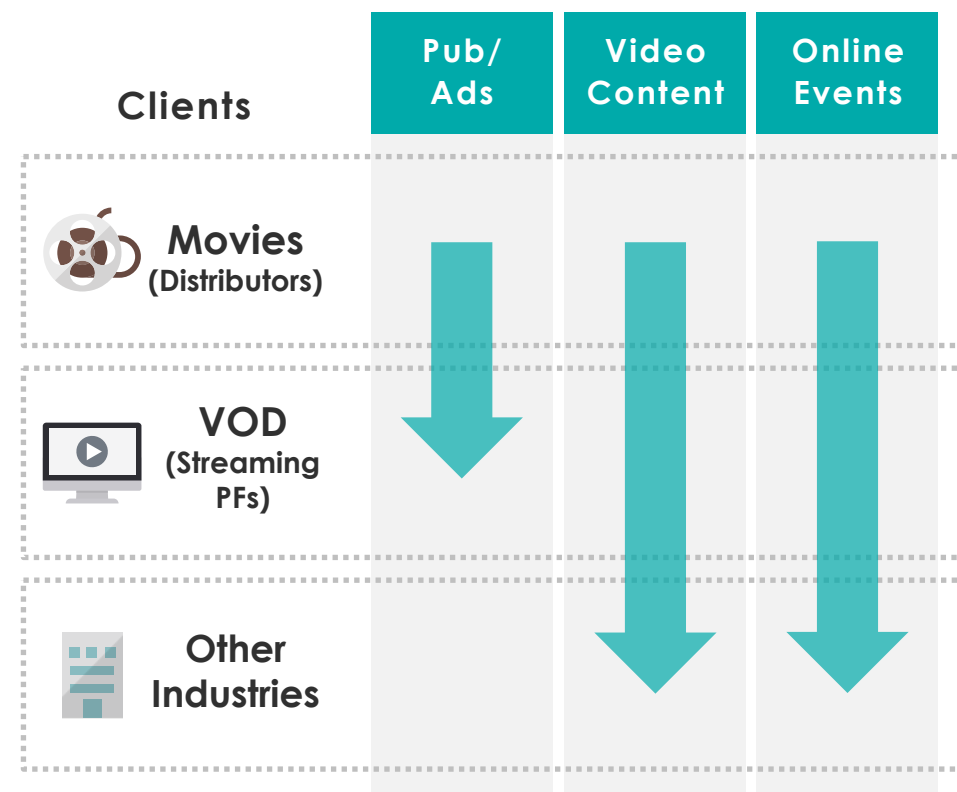 Clients
Pub/
Ads
Video
Content
Online
Events
Movies
(Distributors)
VOD
(Streaming
PFs)
Other
Industries